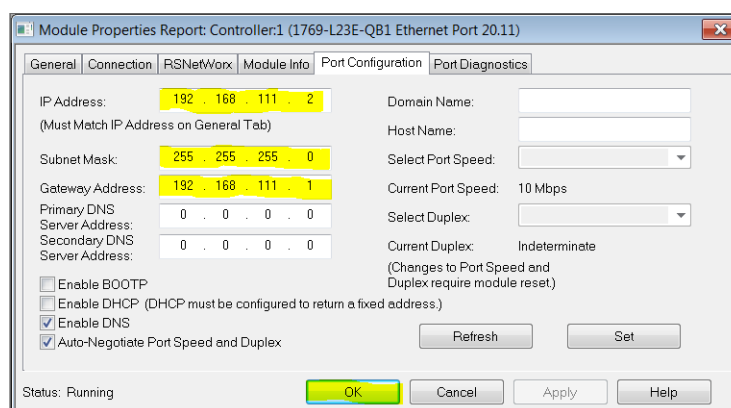 Module Properties Report: Controller:1 (1769-L23E-QB1 Ethernet Port 20.11)
General Connection RSNetWorx Module Info Port Configuration Port Diagnostics
IP Address: 192 . 168 . 111 . 2
(Must Match IP Address on General Tab)
Subnet Mask: 255 . 255 . 255 . 0
Gateway Address: 192 . 168 . 111 . 1
Primary DNS
Server Address: 0 . 0 . 0 . 0
Secondary DNS
Server Address: 0 . 0 . 0 . 0
Enable BOOTP
Enable DHCP (DHCP must be configured to return a fixed address.)
Enable DNS
Auto-Negotiate Port Speed and Duplex
Domain Name:
Host Name:
Select Port Speed:
Current Port Speed: 10 Mbps
Select Duplex:
Current Duplex: Indeterminate
(Changes to Port Speed and
Duplex require module reset.)
Refresh Set
Status: Running OK Cancel Apply Help